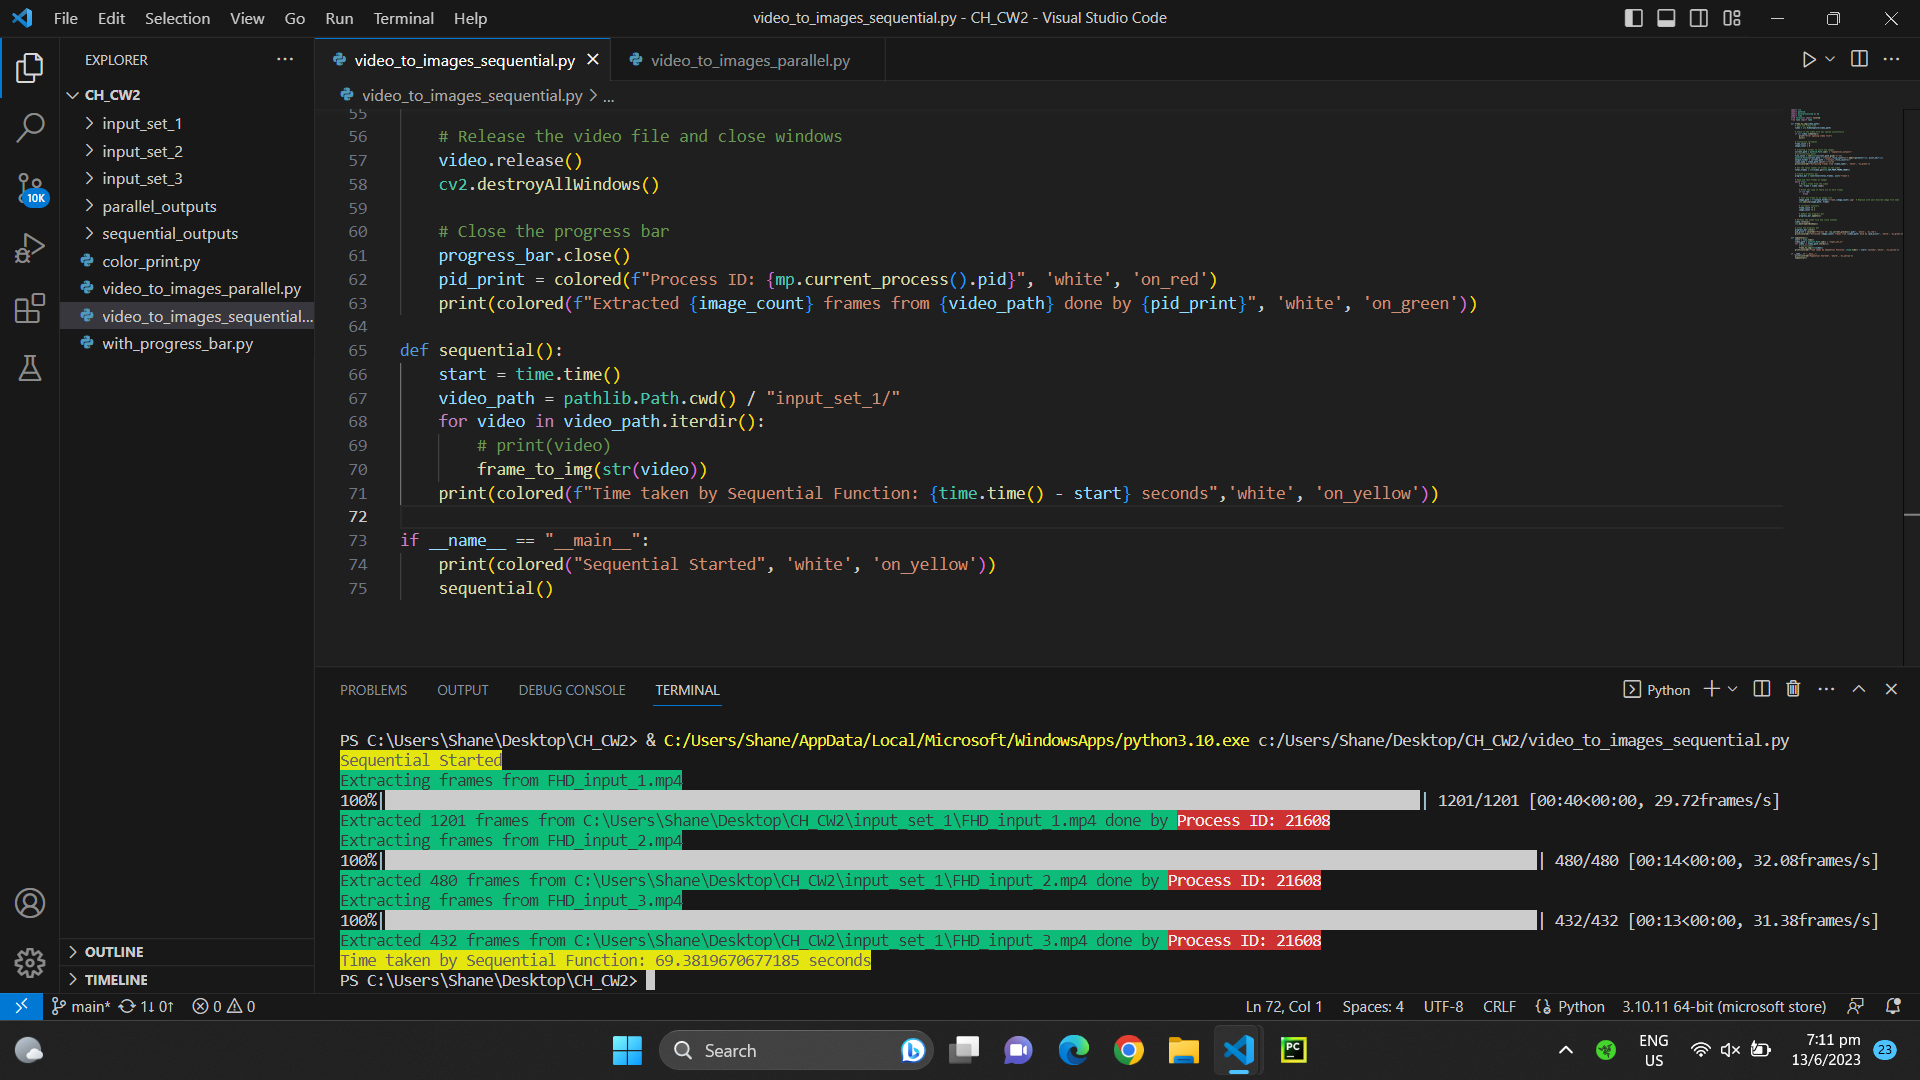 File Edit Selection View Go Run Terminal Help
video_to_images_sequential.py - CH_CW2 - Visual Studio Code
EXPLORER
CH_CW2
input_set_1
input_set_2
input_set_3
parallel_outputs
sequential_outputs
color_print.py
video_to_images_parallel.py
video_to_images_sequential...
with_progress_bar.py
OUTLINE
TIMELINE
10K
video_to_images_sequential.py
video_to_images_parallel.py
video_to_images_sequential.py > ...
55
56 # Release the video file and close windows
57 video.release()
58 cv2.destroyAllWindows()
59
60 # Close the progress bar
61 progress_bar.close()
62 pid_print = colored(f"Process ID: {mp.current_process().pid}", 'white', 'on_red')
63 print(colored(f"Extracted {image_count} frames from {video_path} done by {pid_print}", 'white', 'on_green'))
64
65 def sequential():
66 start = time.time()
67 video_path = pathlib.Path.cwd() / "input_set_1/"
68 for video in video_path.iterdir():
69 # print(video)
70 frame_to_img(str(video))
71 print(colored(f"Time taken by Sequential Function: {time.time() - start} seconds",'white', 'on_yellow'))
72
73 if __name__ == "__main__":
74 print(colored("Sequential Started", 'white', 'on_yellow'))
75 sequential()
PROBLEMS OUTPUT DEBUG CONSOLE TERMINAL
Python
PS C:\Users\Shane\Desktop\CH_CW2> & C:/Users/Shane/AppData/Local/Microsoft/WindowsApps/python3.10.exe c:/Users/Shane/Desktop/CH_CW2/video_to_images_sequential.py
Sequential Started
Extracting frames from FHD_input_1.mp4
100%| | 1201/1201 [00:40<00:00, 29.72frames/s]
Extracted 1201 frames from C:\Users\Shane\Desktop\CH_CW2\input_set_1\FHD_input_1.mp4 done by Process ID: 21608
Extracting frames from FHD_input_2.mp4
100%| | 480/480 [00:14<00:00, 32.08frames/s]
Extracted 480 frames from C:\Users\Shane\Desktop\CH_CW2\input_set_1\FHD_input_2.mp4 done by Process ID: 21608
Extracting frames from FHD_input_3.mp4
100%| | 432/432 [00:13<00:00, 31.38frames/s]
Extracted 432 frames from C:\Users\Shane\Desktop\CH_CW2\input_set_1\FHD_input_3.mp4 done by Process ID: 21608
Time taken by Sequential Function: 69.3819670677185 seconds
PS C:\Users\Shane\Desktop\CH_CW2>
main* 1↓ 0↑ 0 0
Ln 72, Col 1 Spaces: 4 UTF-8 CRLF Python 3.10.11 64-bit (microsoft store)
Search
PC
ENG
US
7:11 pm
13/6/2023
23